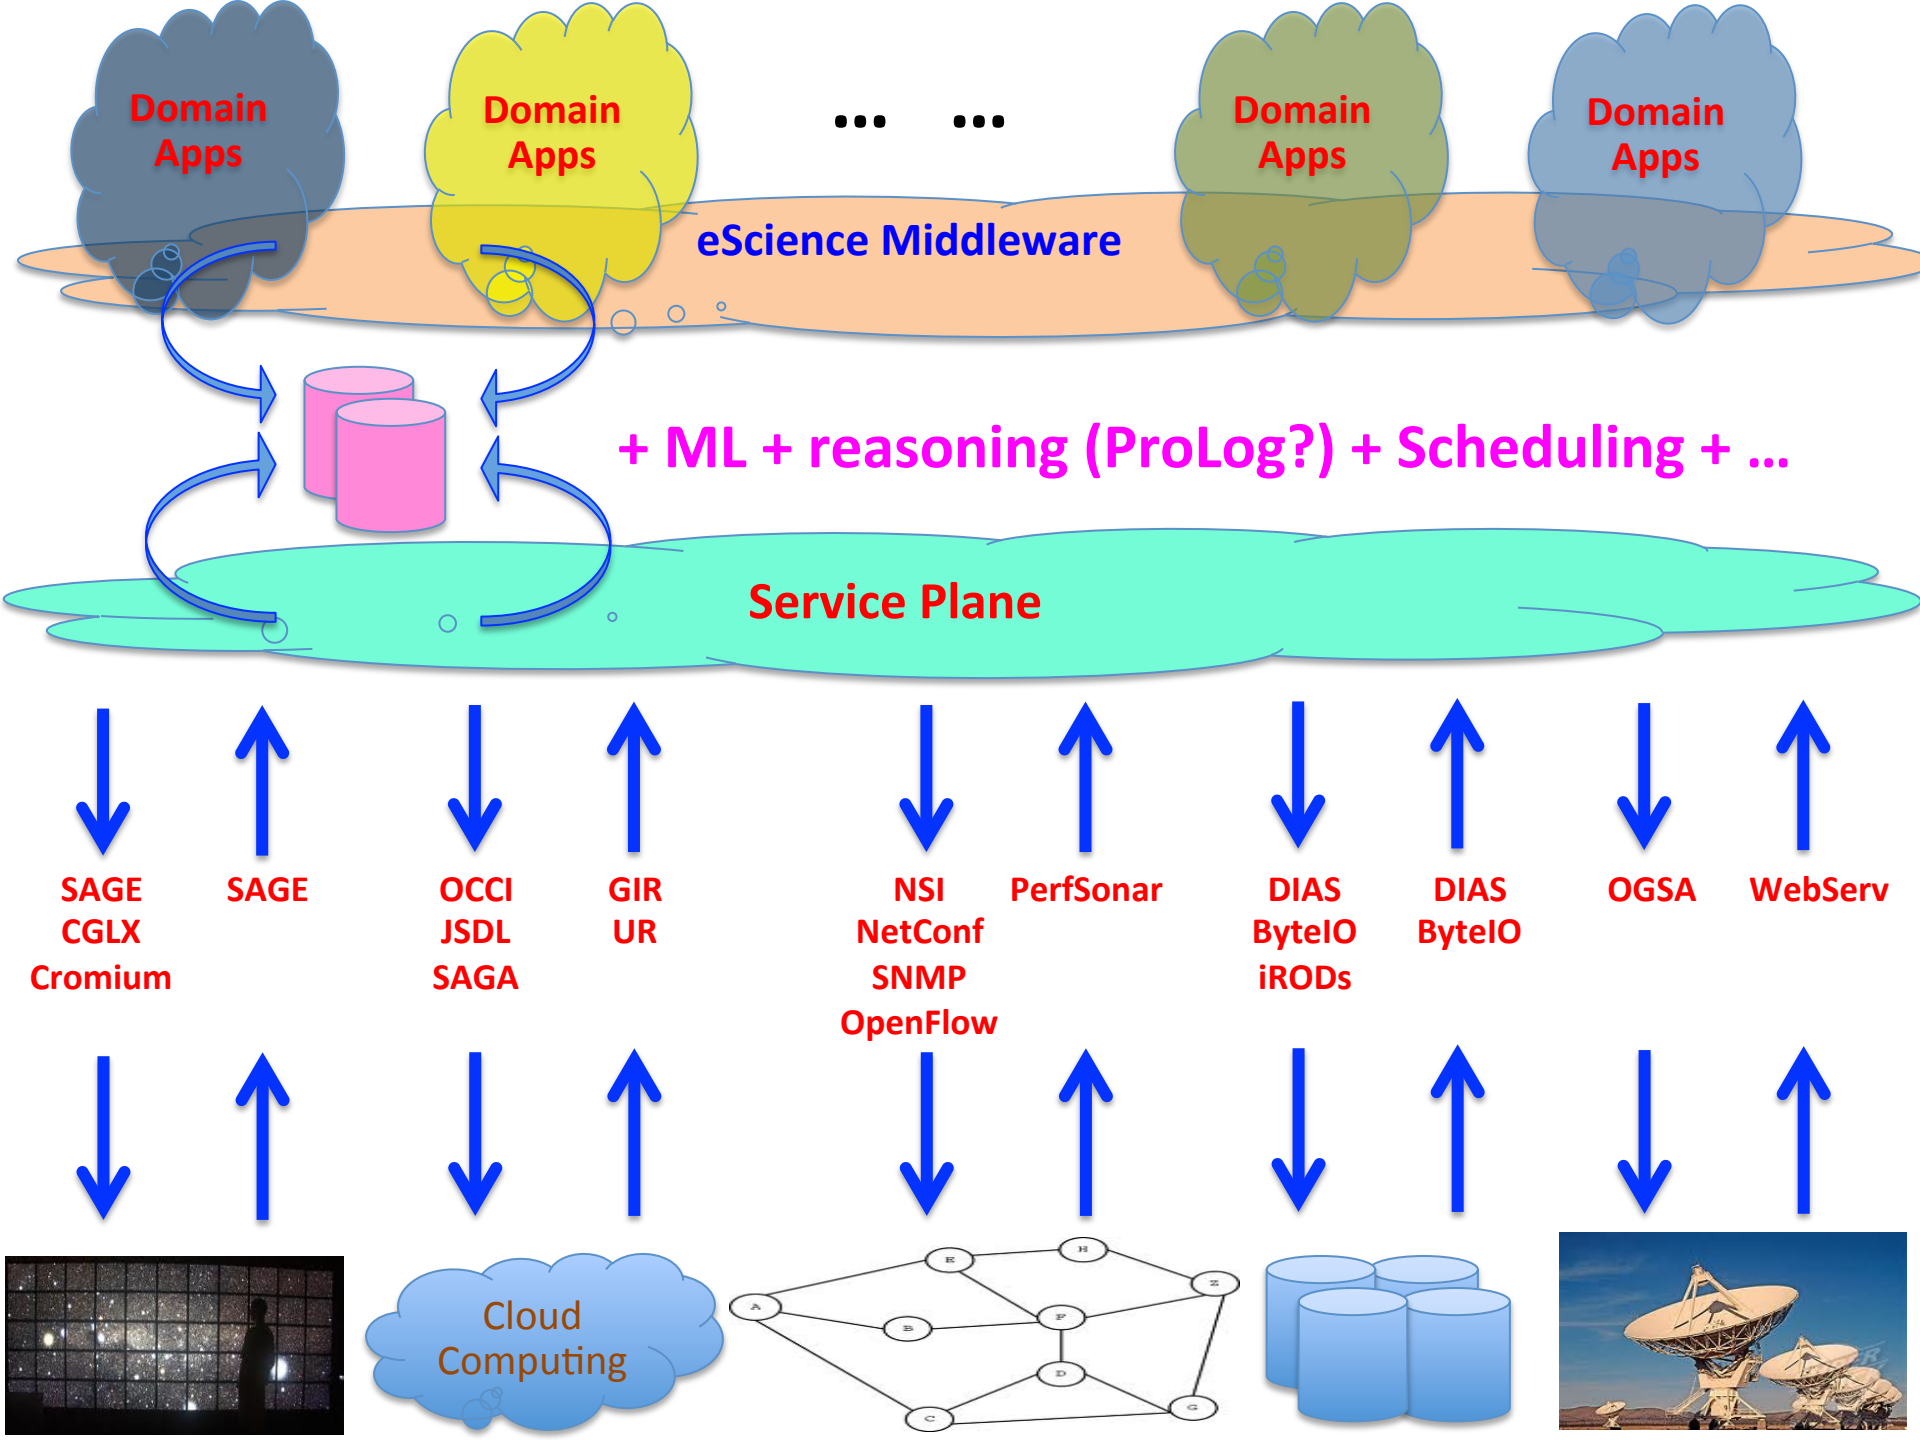 Domain
Apps
Domain
Apps
... ...
Domain
Apps
Domain
Apps
eScience Middleware
+ ML + reasoning (ProLog?) + Scheduling + ...
Service Plane
SAGE
CGLX
Cromium
SAGE
OCCI
JSDL
SAGA
GIR
UR
NSI
NetConf
SNMP
OpenFlow
PerfSonar
DIAS
ByteIO
iRODs
DIAS
ByteIO
OGSA
WebServ
Cloud
Computing
A
E
H
Z
B
F
D
C
G